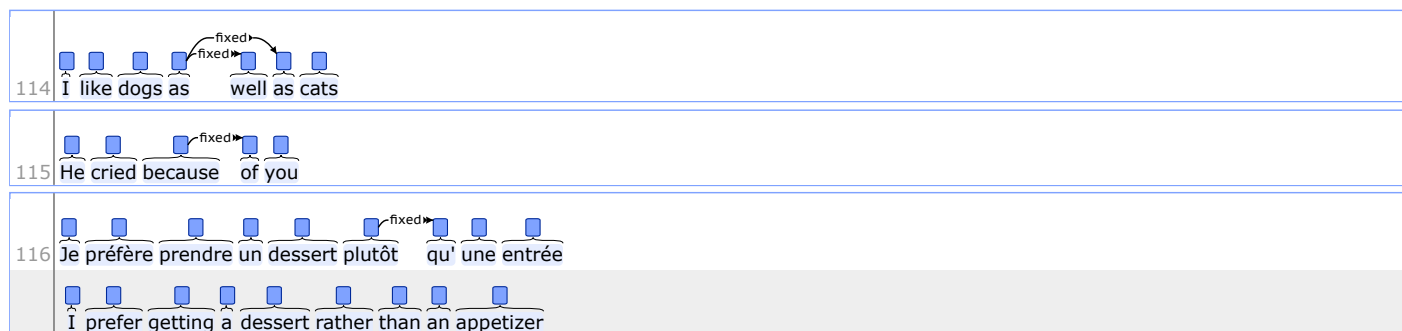 fixed
fixed
114 I like dogs as well as cats
fixed
115 He cried because of you
fixed
116 Je préfère prendre un dessert plutôt qu' une entrée
I prefer getting a dessert rather than an appetizer